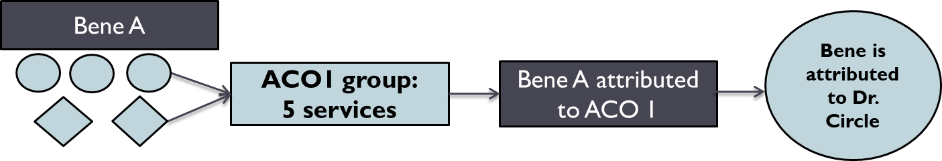 Bene A
ACO1 group:
5 services
Bene A attributed
to ACO 1
Bene is
attributed
to Dr.
Circle